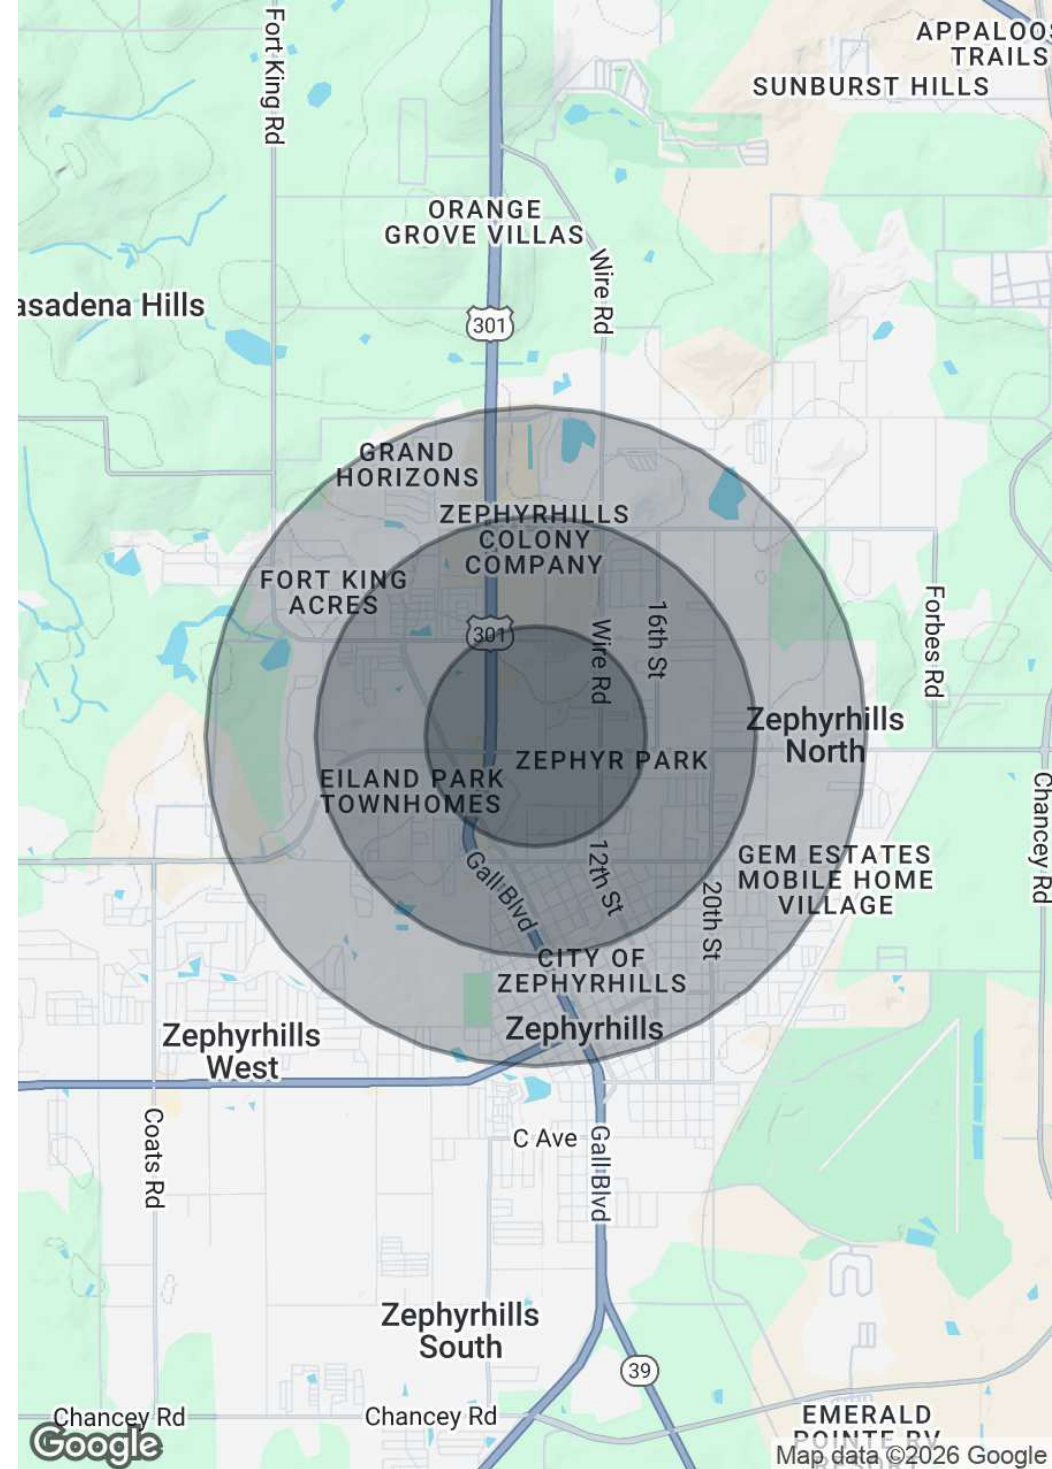 Fort King Rd
APPALOOS
TRAILS
SUNBURST HILLS
ORANGE
GROVE VILLAS
Wire Rd
asadena Hills
301
GRAND
HORIZONS
ZEPHYRHILLS
COLONY
COMPANY
FORT KING
ACRES
301
Wire Rd
16th St
Forbes Rd
Zephyrhills
North
ZEPHYR PARK
EILAND PARK
TOWNHOMES
Chancey Rd
Gall Blvd
12th St
20th St
GEM ESTATES
MOBILE HOME
VILLAGE
CITY OF
ZEPHYRHILLS
Zephyrhills
Zephyrhills
West
Coats Rd
C Ave
Gall Blvd
Zephyrhills
South
39
Chancey Rd
Chancey Rd
EMERALD
POINTE RV
RESORT
Google
Map data ©2026 Google